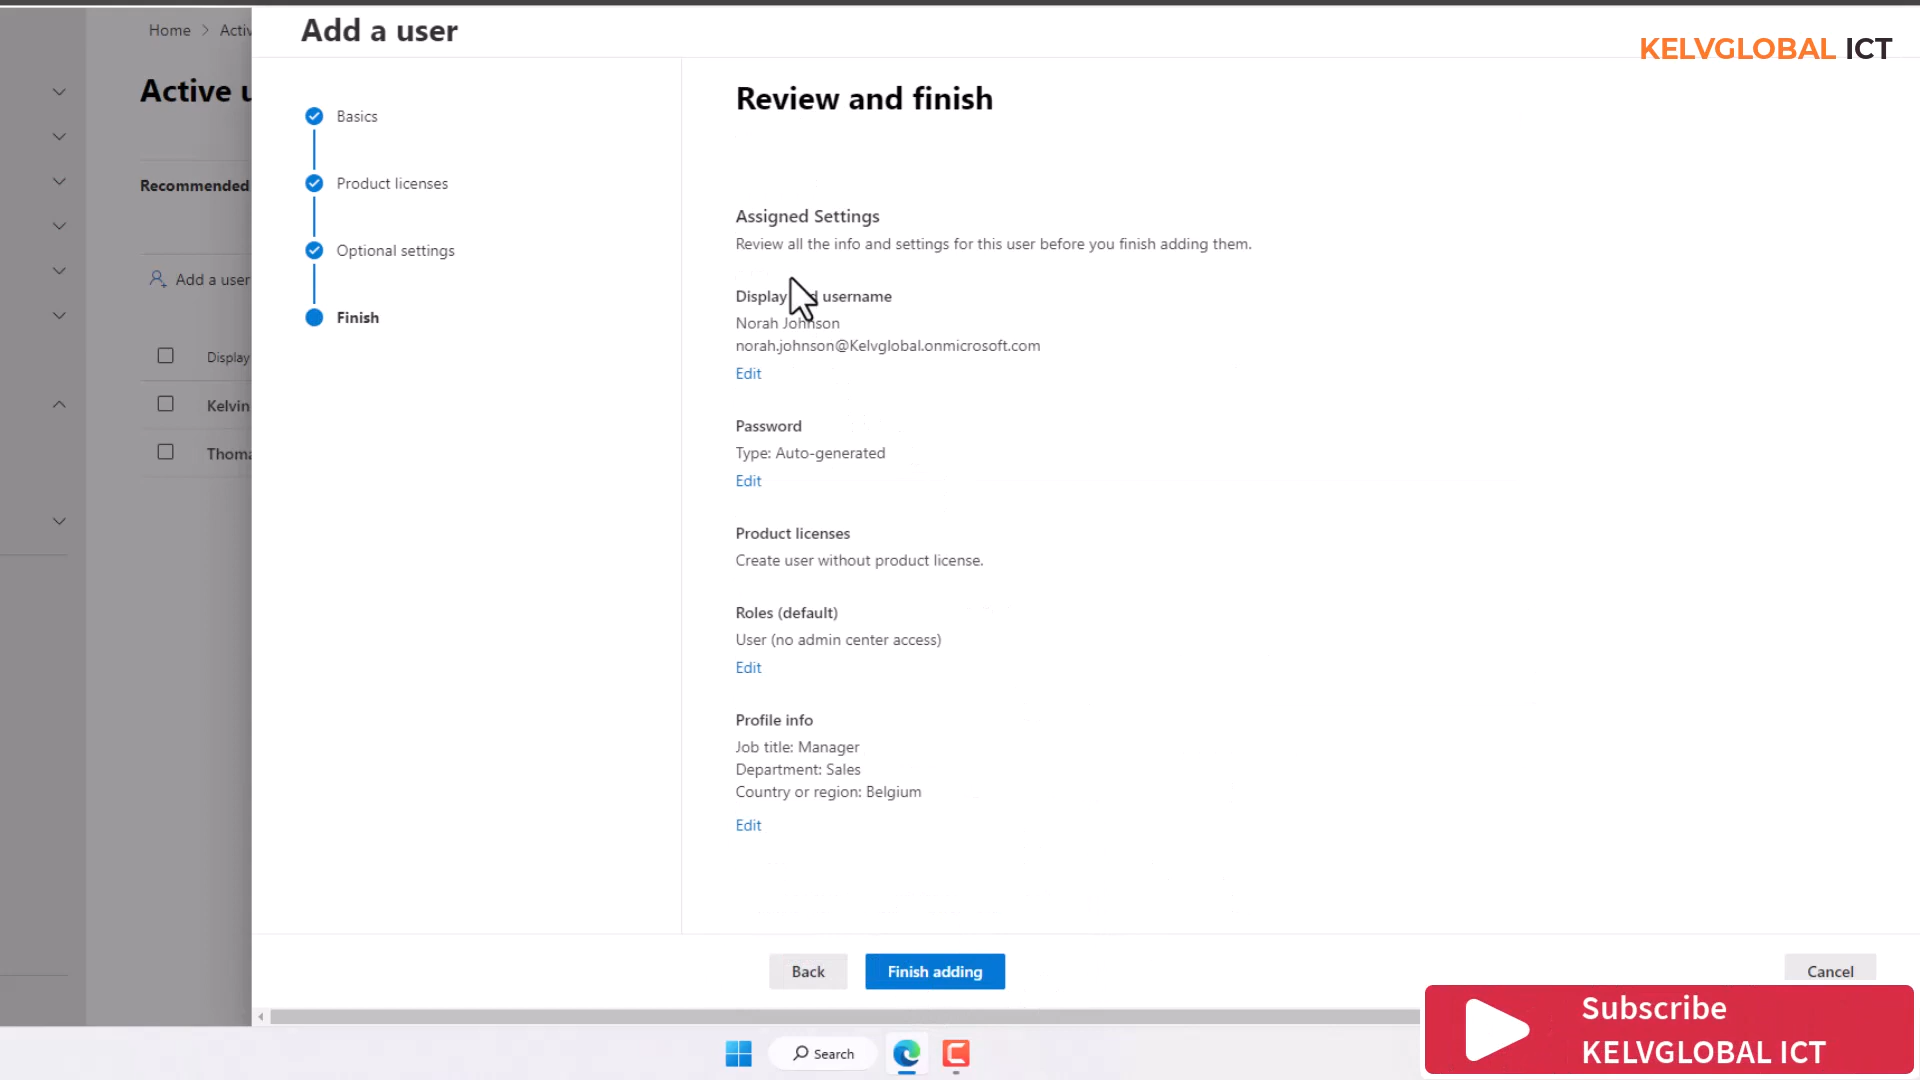 Add a user
KELVGLOBAL ICT
Home
Activ
Active u
Recommended
Add a user
Display
Kelvin
Thoma
Basics
Product licenses
Optional settings
Finish
Review and finish
Assigned Settings
Review all the info and settings for this user before you finish adding them.
Display username
Norah Johnson
norah.johnson@Kelvglobal.onmicrosoft.com
Edit
Password
Type: Auto-generated
Edit
Product licenses
Create user without product license.
Roles (default)
User (no admin center access)
Edit
Profile info
Job title: Manager
Department: Sales
Country or region: Belgium
Edit
Back
Finish adding
Cancel
Subscribe
KELVGLOBAL ICT
Search